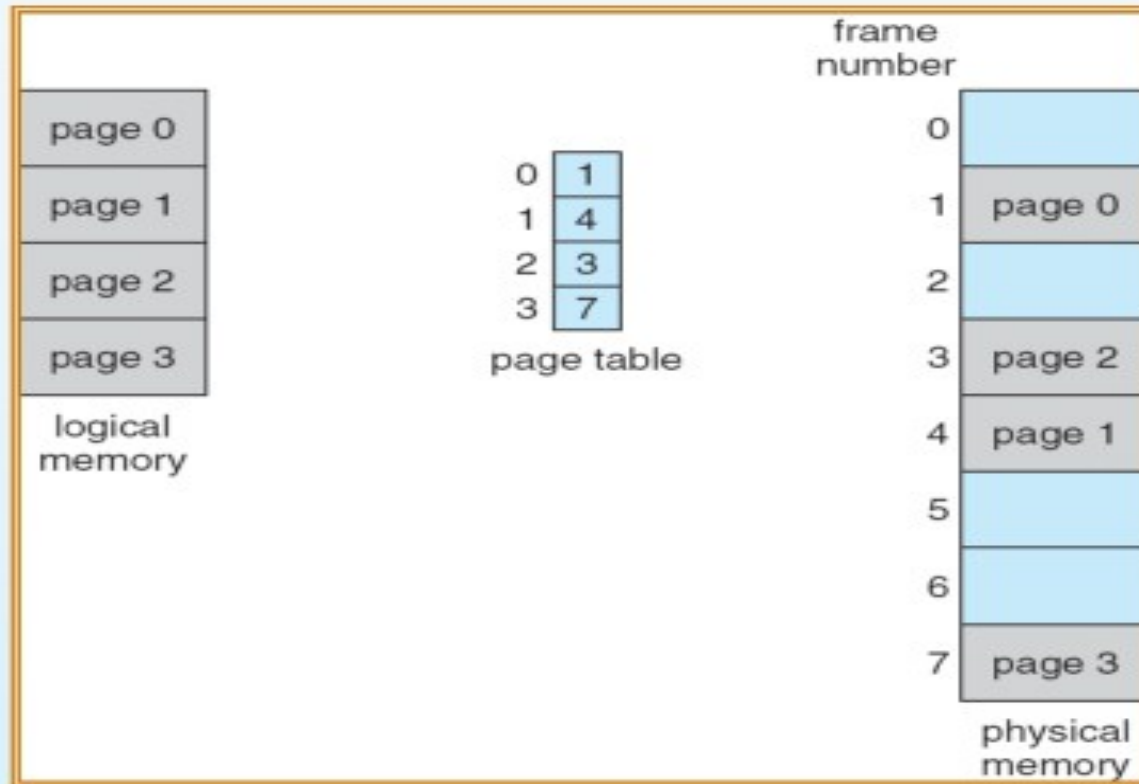 page 0
page 1
page 2
page 3
logical
memory
0 1
1 4
2 3
3 7
page table
frame
number
0
1 page 0
2
3 page 2
4 page 1
5
6
7 page 3
physical
memory